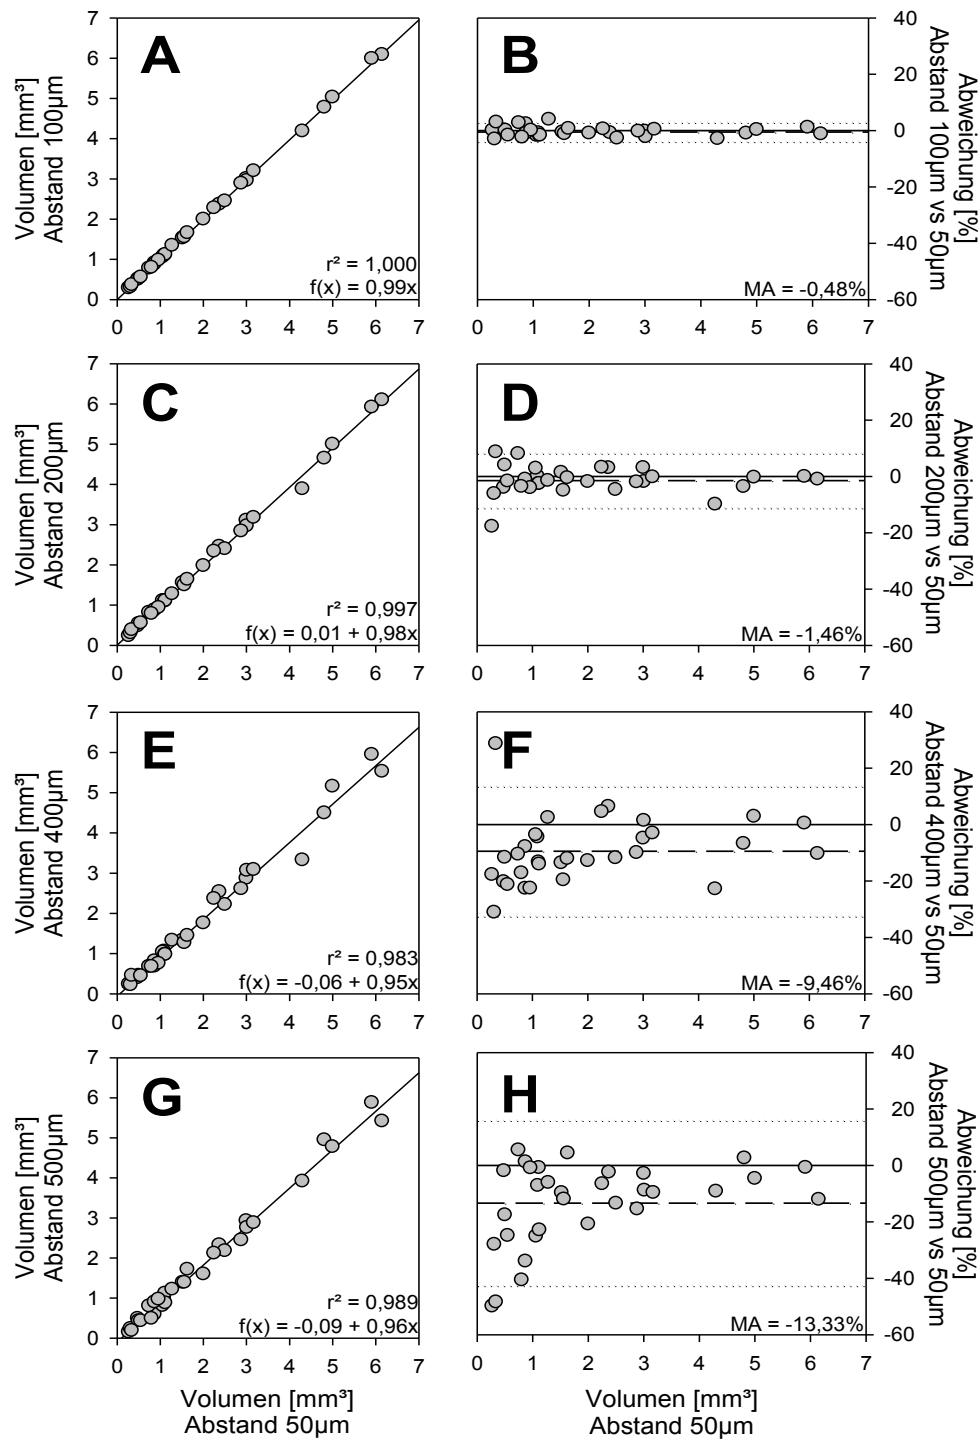 A
Volumen [mm³]
Abstand 100µm
7
6
5
4
3
2
1
0
r² = 1,000
f(x) = 0,99x
0 1 2 3 4 5 6 7
B
40
20
0
-20
-40
-60
Abweichung [%]
Abstand 100µm vs 50µm
MA = -0,48%
0 1 2 3 4 5 6 7
C
Volumen [mm³]
Abstand 200µm
7
6
5
4
3
2
1
0
r² = 0,997
f(x) = 0,01 + 0,98x
0 1 2 3 4 5 6 7
D
40
20
0
-20
-40
-60
Abweichung [%]
Abstand 200µm vs 50µm
MA = -1,46%
0 1 2 3 4 5 6 7
E
Volumen [mm³]
Abstand 400µm
7
6
5
4
3
2
1
0
r² = 0,983
f(x) = -0,06 + 0,95x
0 1 2 3 4 5 6 7
F
40
20
0
-20
-40
-60
Abweichung [%]
Abstand 400µm vs 50µm
MA = -9,46%
0 1 2 3 4 5 6 7
G
Volumen [mm³]
Abstand 500µm
7
6
5
4
3
2
1
0
r² = 0,989
f(x) = -0,09 + 0,96x
0 1 2 3 4 5 6 7
Volumen [mm³]
Abstand 50µm
H
40
20
0
-20
-40
-60
Abweichung [%]
Abstand 500µm vs 50µm
MA = -13,33%
0 1 2 3 4 5 6 7
Volumen [mm³]
Abstand 50µm